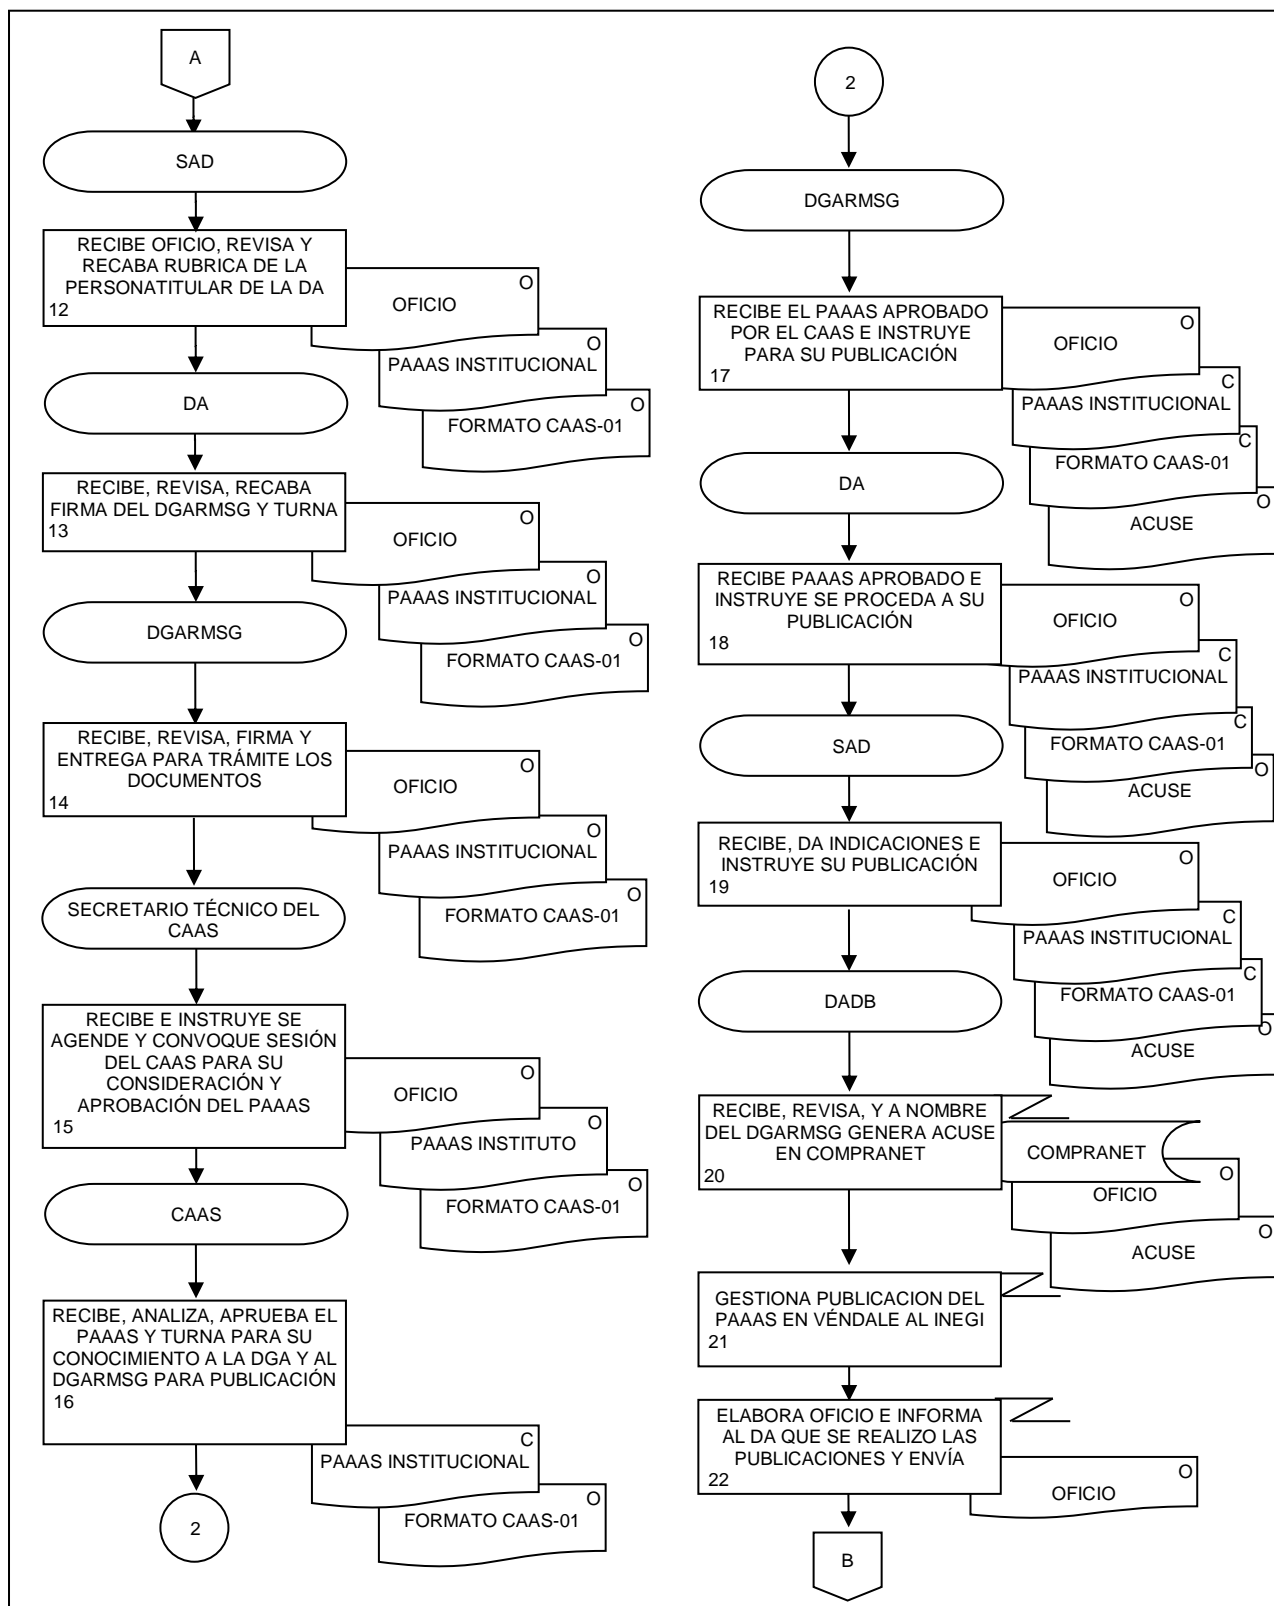 A
SAD
RECIBE OFICIO, REVISA Y
RECABA RUBRICA DE LA
PERSONATITULAR DE LA DA
12
O
OFICIO
O
PAAAS INSTITUCIONAL
O
FORMATO CAAS-01
DA
RECIBE, REVISA, RECABA
FIRMA DEL DGARMSG Y TURNA
13
O
OFICIO
O
PAAAS INSTITUCIONAL
O
FORMATO CAAS-01
DGARMSG
RECIBE, REVISA, FIRMA Y
ENTREGA PARA TRÁMITE LOS
DOCUMENTOS
14
O
OFICIO
O
PAAAS INSTITUCIONAL
O
FORMATO CAAS-01
SECRETARIO TÉCNICO DEL
CAAS
RECIBE E INSTRUYE SE
AGENDE Y CONVOQUE SESIÓN
DEL CAAS PARA SU
CONSIDERACIÓN Y
APROBACIÓN DEL PAAAS
15
O
OFICIO
O
PAAAS INSTITUTO
O
FORMATO CAAS-01
CAAS
RECIBE, ANALIZA, APRUEBA EL
PAAAS Y TURNA PARA SU
CONOCIMIENTO A LA DGA Y AL
DGARMSG PARA PUBLICACIÓN
16
C
PAAAS INSTITUCIONAL
O
FORMATO CAAS-01
2
2
DGARMSG
RECIBE EL PAAAS APROBADO
POR EL CAAS E INSTRUYE
PARA SU PUBLICACIÓN
17
O
OFICIO
C
PAAAS INSTITUCIONAL
C
FORMATO CAAS-01
O
ACUSE
DA
RECIBE PAAAS APROBADO E
INSTRUYE SE PROCEDA A SU
PUBLICACIÓN
18
O
OFICIO
C
PAAAS INSTITUCIONAL
C
FORMATO CAAS-01
O
ACUSE
SAD
RECIBE, DA INDICACIONES E
INSTRUYE SU PUBLICACIÓN
19
O
OFICIO
C
PAAAS INSTITUCIONAL
C
FORMATO CAAS-01
O
ACUSE
DADB
RECIBE, REVISA, Y A NOMBRE
DEL DGARMSG GENERA ACUSE
EN COMPRANET
20
COMPRANET
O
OFICIO
O
ACUSE
GESTIONA PUBLICACION DEL
PAAAS EN VÉNDALE AL INEGI
21
ELABORA OFICIO E INFORMA
AL DA QUE SE REALIZO LAS
PUBLICACIONES Y ENVÍA
22
O
OFICIO
B